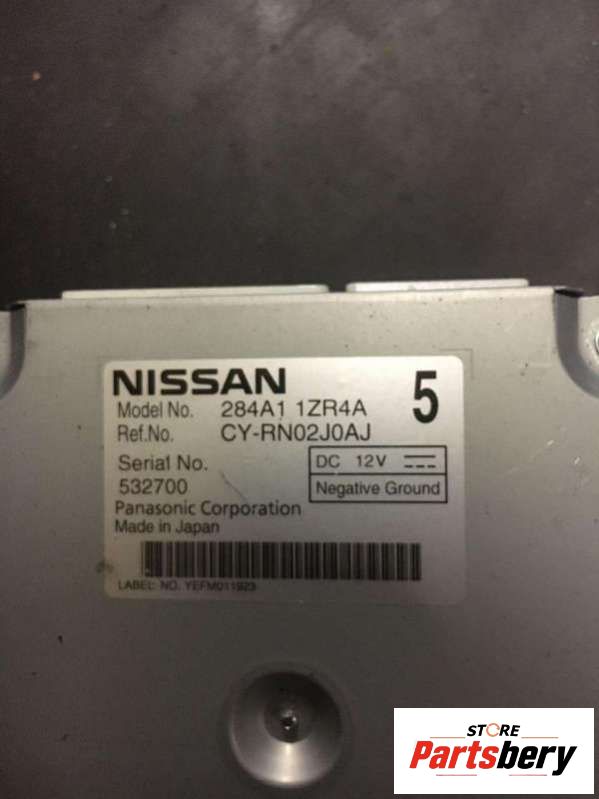 NISSAN
5
Model No. 284A1 1ZR4A
Ref.No. CY-RN02J0AJ
Serial No.
532700
DC 12V
Negative Ground
Panasonic Corporation
Made in Japan
LABEL: NO. YEFM011923
STORE
Partsbery